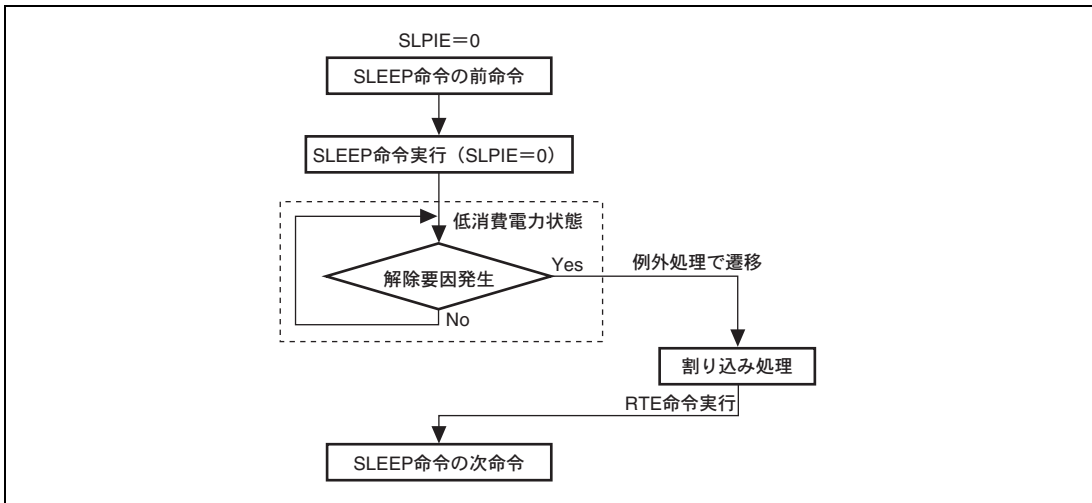 SLPIE=0
SLEEP命令の前命令
SLEEP命令実行（SLPIE=0）
低消費電力状態
解除要因発生
Yes
例外処理で遷移
No
割り込み処理
RTE命令実行
SLEEP命令の次命令